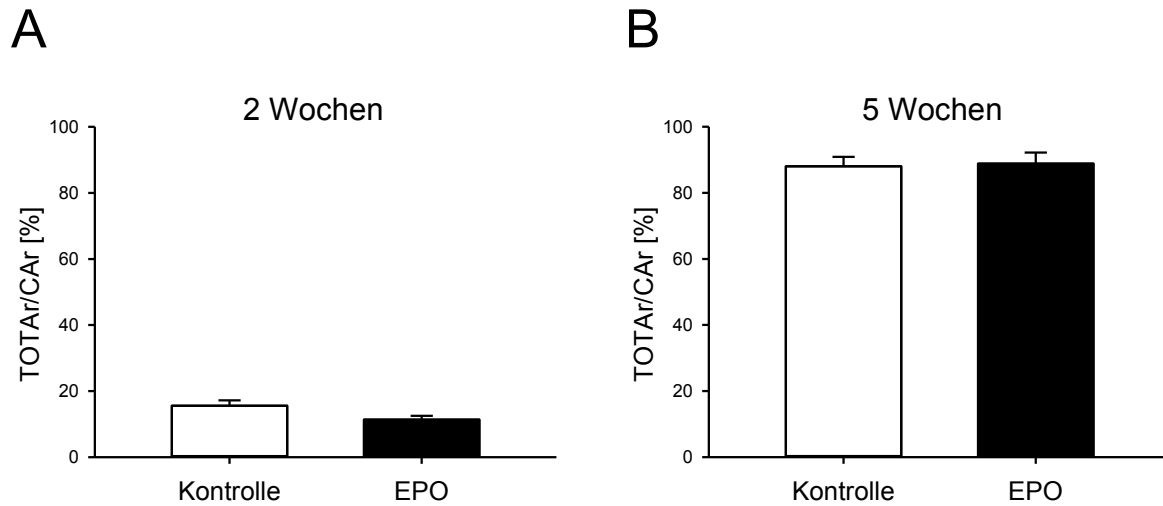 A
2 Wochen
TOTAr/CAr [%]
100
80
60
40
20
0
Kontrolle
EPO
B
5 Wochen
TOTAr/CAr [%]
100
80
60
40
20
0
Kontrolle
EPO